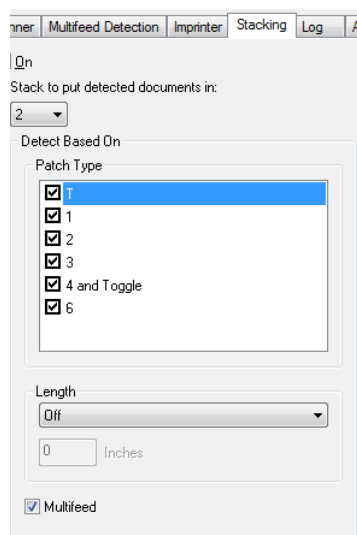 nner Multifeed Detection Imprinter Stacking Log
On
Stack to put detected documents in:
2
Detect Based On
Patch Type
T
1
2
3
4 and Toggle
6
Length
Off
0 Inches
Multifeed